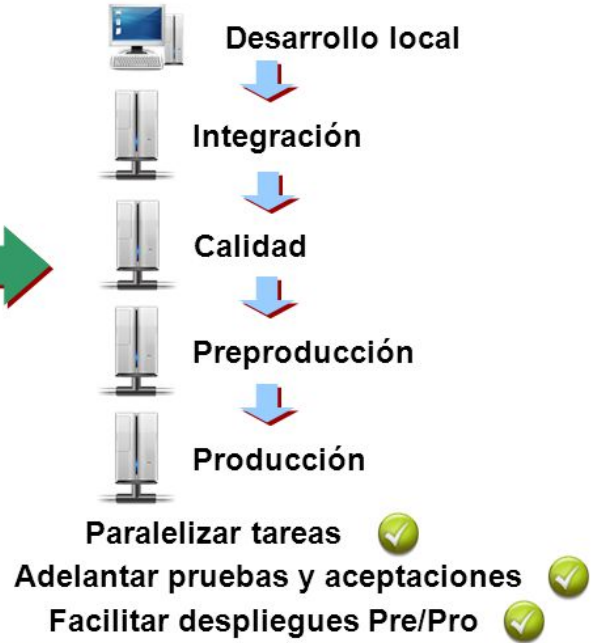 Desarrollo local
Integración
Calidad
Preproducción
Producción
Paralelizar tareas
Adelantar pruebas y aceptaciones
Facilitar despliegues Pre/Pro